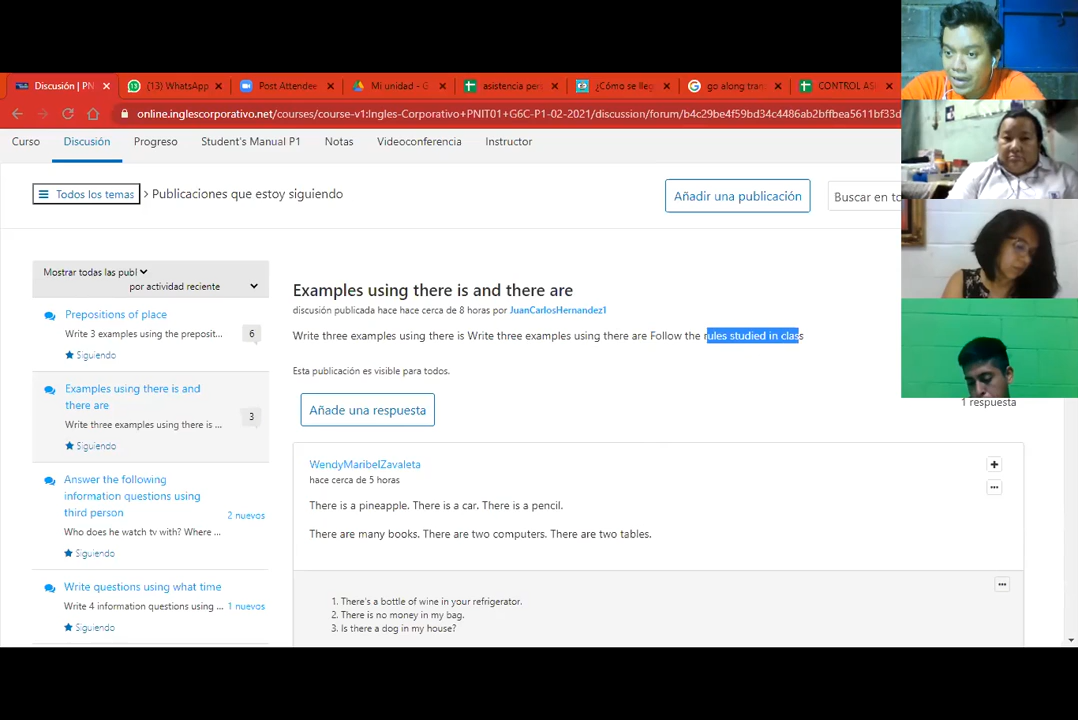 Discusión | PN
(13) WhatsApp
Post Attendee
Mi unidad - G
asistencia per
¿Cómo se lleg
go along tran
CONTROL ASI
online.inglescorporativo.net/courses/course-v1:Ingles-Corporativo+PNIT01+G6C-P1-02-2021/discussion/forum/b4c29be4f59bd34c4486ab2bffbea5611bf33d
Curso
Discusión
Progreso
Student's Manual P1
Notas
Videoconferencia
Instructor
Todos los temas > Publicaciones que estoy siguiendo
Añadir una publicación
Buscar en to
Mostrar todas las publ
por actividad reciente
Prepositions of place
Write 3 examples using the preposit...
6
Siguiendo
Examples using there is and
there are
Write three examples using there is ...
3
Siguiendo
Answer the following
information questions using
third person
2 nuevos
Who does he watch tv with? Where ...
Siguiendo
Write questions using what time
Write 4 information questions using ...
1 nuevos
Siguiendo
Examples using there is and there are
discusión publicada hace hace cerca de 8 horas por JuanCarlosHernandez1
Write three examples using there is Write three examples using there are Follow the rules studied in class
Esta publicación es visible para todos.
Añade una respuesta
1 respuesta
WendyMaribelZavaleta
hace cerca de 5 horas
There is a pineapple. There is a car. There is a pencil.
There are many books. There are two computers. There are two tables.
1. There's a bottle of wine in your refrigerator.
2. There is no money in my bag.
3. Is there a dog in my house?